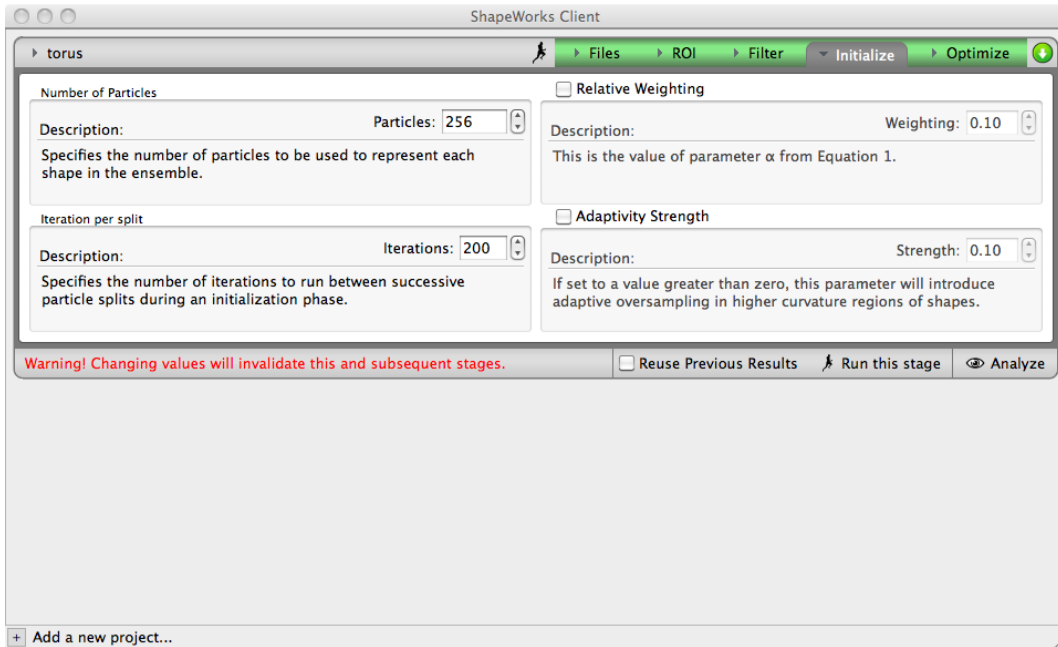 ShapeWorks Client
torus
Files
ROI
Filter
Initialize
Optimize
Number of Particles
Description:
Particles: 256
Specifies the number of particles to be used to represent each
shape in the ensemble.
Relative Weighting
Description:
Weighting: 0.10
This is the value of parameter α from Equation 1.
Iteration per split
Description:
Iterations: 200
Specifies the number of iterations to run between successive
particle splits during an initialization phase.
Adaptivity Strength
Description:
Strength: 0.10
If set to a value greater than zero, this parameter will introduce
adaptive oversampling in higher curvature regions of shapes.
Warning! Changing values will invalidate this and subsequent stages.
Reuse Previous Results
Run this stage
Analyze
+ Add a new project...